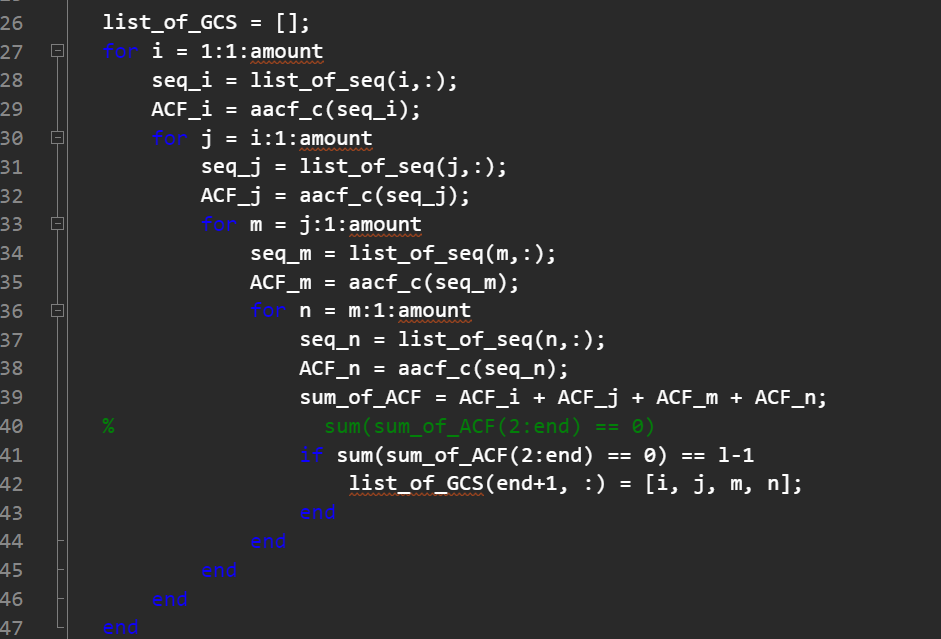 26 list_of_GCS = [];
27 for i = 1:1:amount
28 seq_i = list_of_seq(i,:);
29 ACF_i = aacf_c(seq_i);
30 for j = i:1:amount
31 seq_j = list_of_seq(j,:);
32 ACF_j = aacf_c(seq_j);
33 for m = j:1:amount
34 seq_m = list_of_seq(m,:);
35 ACF_m = aacf_c(seq_m);
36 for n = m:1:amount
37 seq_n = list_of_seq(n,:);
38 ACF_n = aacf_c(seq_n);
39 sum_of_ACF = ACF_i + ACF_j + ACF_m + ACF_n;
40 % sum(sum_of_ACF(2:end) == 0)
41 if sum(sum_of_ACF(2:end) == 0) == l-1
42 list_of_GCS(end+1, :) = [i, j, m, n];
43 end
44 end
45 end
46 end
47 end